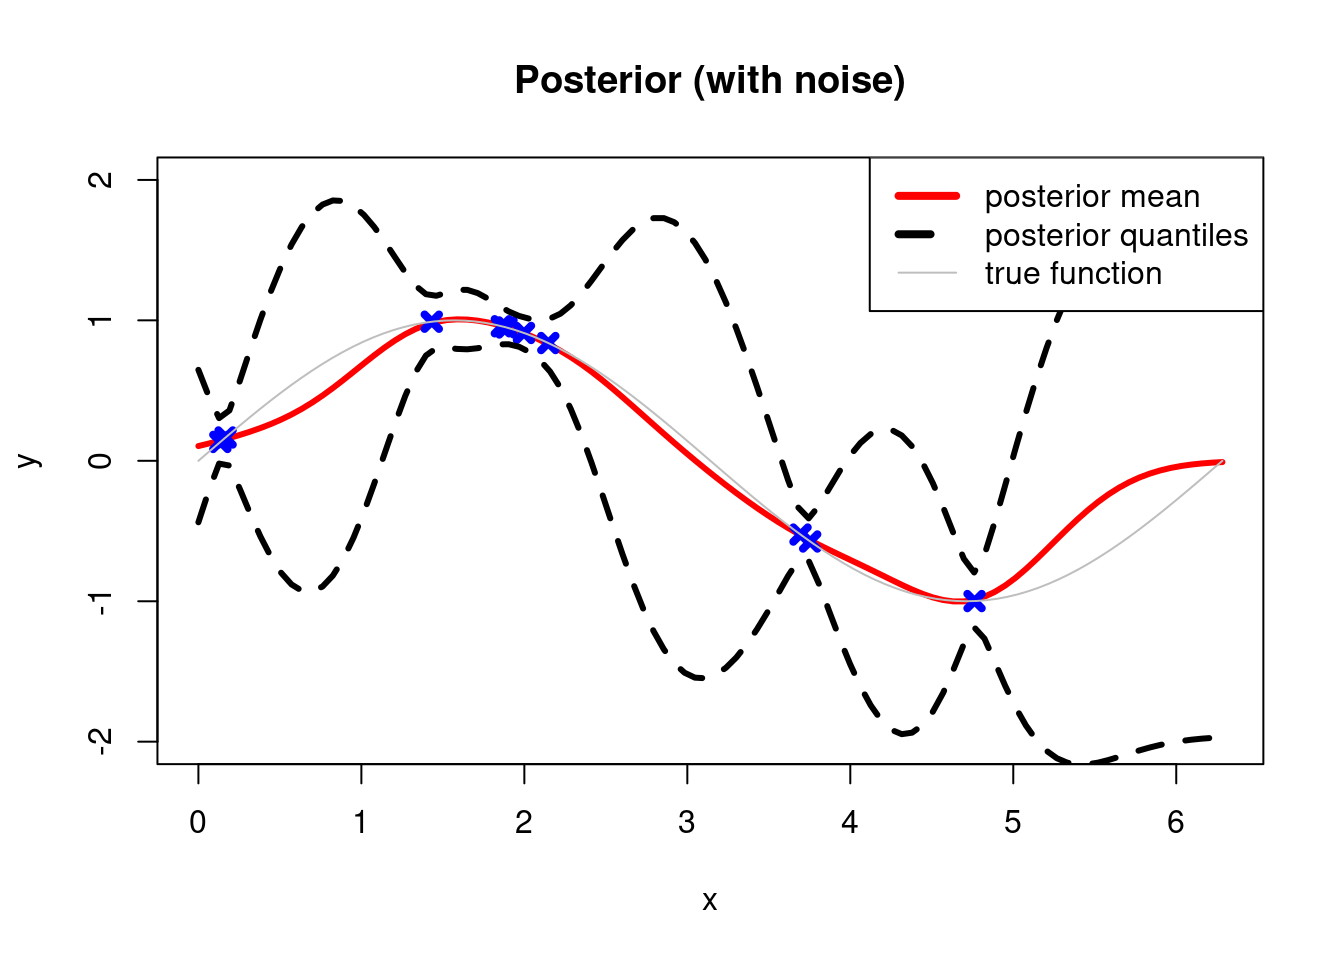 Posterior (with noise)
posterior mean
posterior quantiles
true function
y
2
1
0
-1
-2
0 1 2 3 4 5 6
x